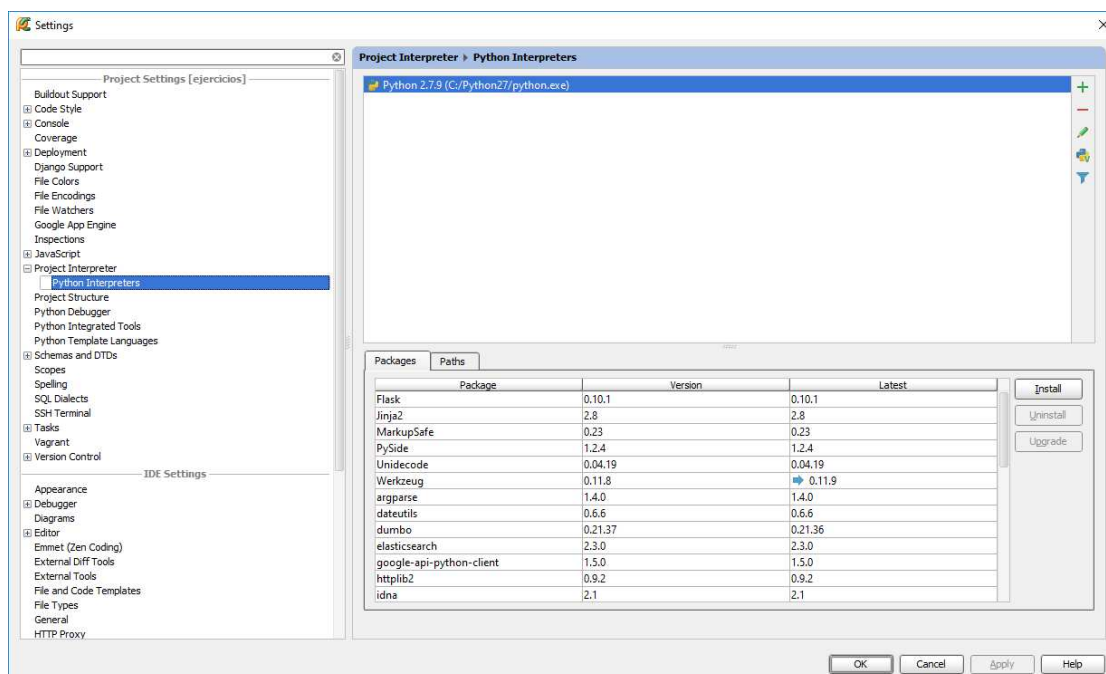 Settings
Project Settings [ejercicios]
Buildout Support
Code Style
Console
Coverage
Deployment
Django Support
File Colors
File Encodings
File Watchers
Google App Engine
Inspections
JavaScript
Project Interpreter
Python Interpreters
Project Structure
Python Debugger
Python Integrated Tools
Python Template Languages
Schemas and DTDs
Scopes
Spelling
SQL Dialects
SSH Terminal
Tasks
Vagrant
Version Control
IDE Settings
Appearance
Debugger
Diagrams
Editor
Emmet (Zen Coding)
External Diff Tools
External Tools
File and Code Templates
File Types
General
HTTP Proxy
Project Interpreter Python Interpreters
Python 2.7.9 (C:/Python27/python.exe)
Packages Paths
Package Version Latest
Flask 0.10.1 0.10.1
Jinja2 2.8 2.8
MarkupSafe 0.23 0.23
PySide 1.2.4 1.2.4
Unidecode 0.04.19 0.04.19
Werkzeug 0.11.8 0.11.9
argparse 1.4.0 1.4.0
dateutils 0.6.6 0.6.6
dumbo 0.21.37 0.21.36
elasticsearch 2.3.0 2.3.0
google-api-python-client 1.5.0 1.5.0
httplib2 0.9.2 0.9.2
idna 2.1 2.1
Install
Uninstall
Upgrade
OK Cancel Apply Help